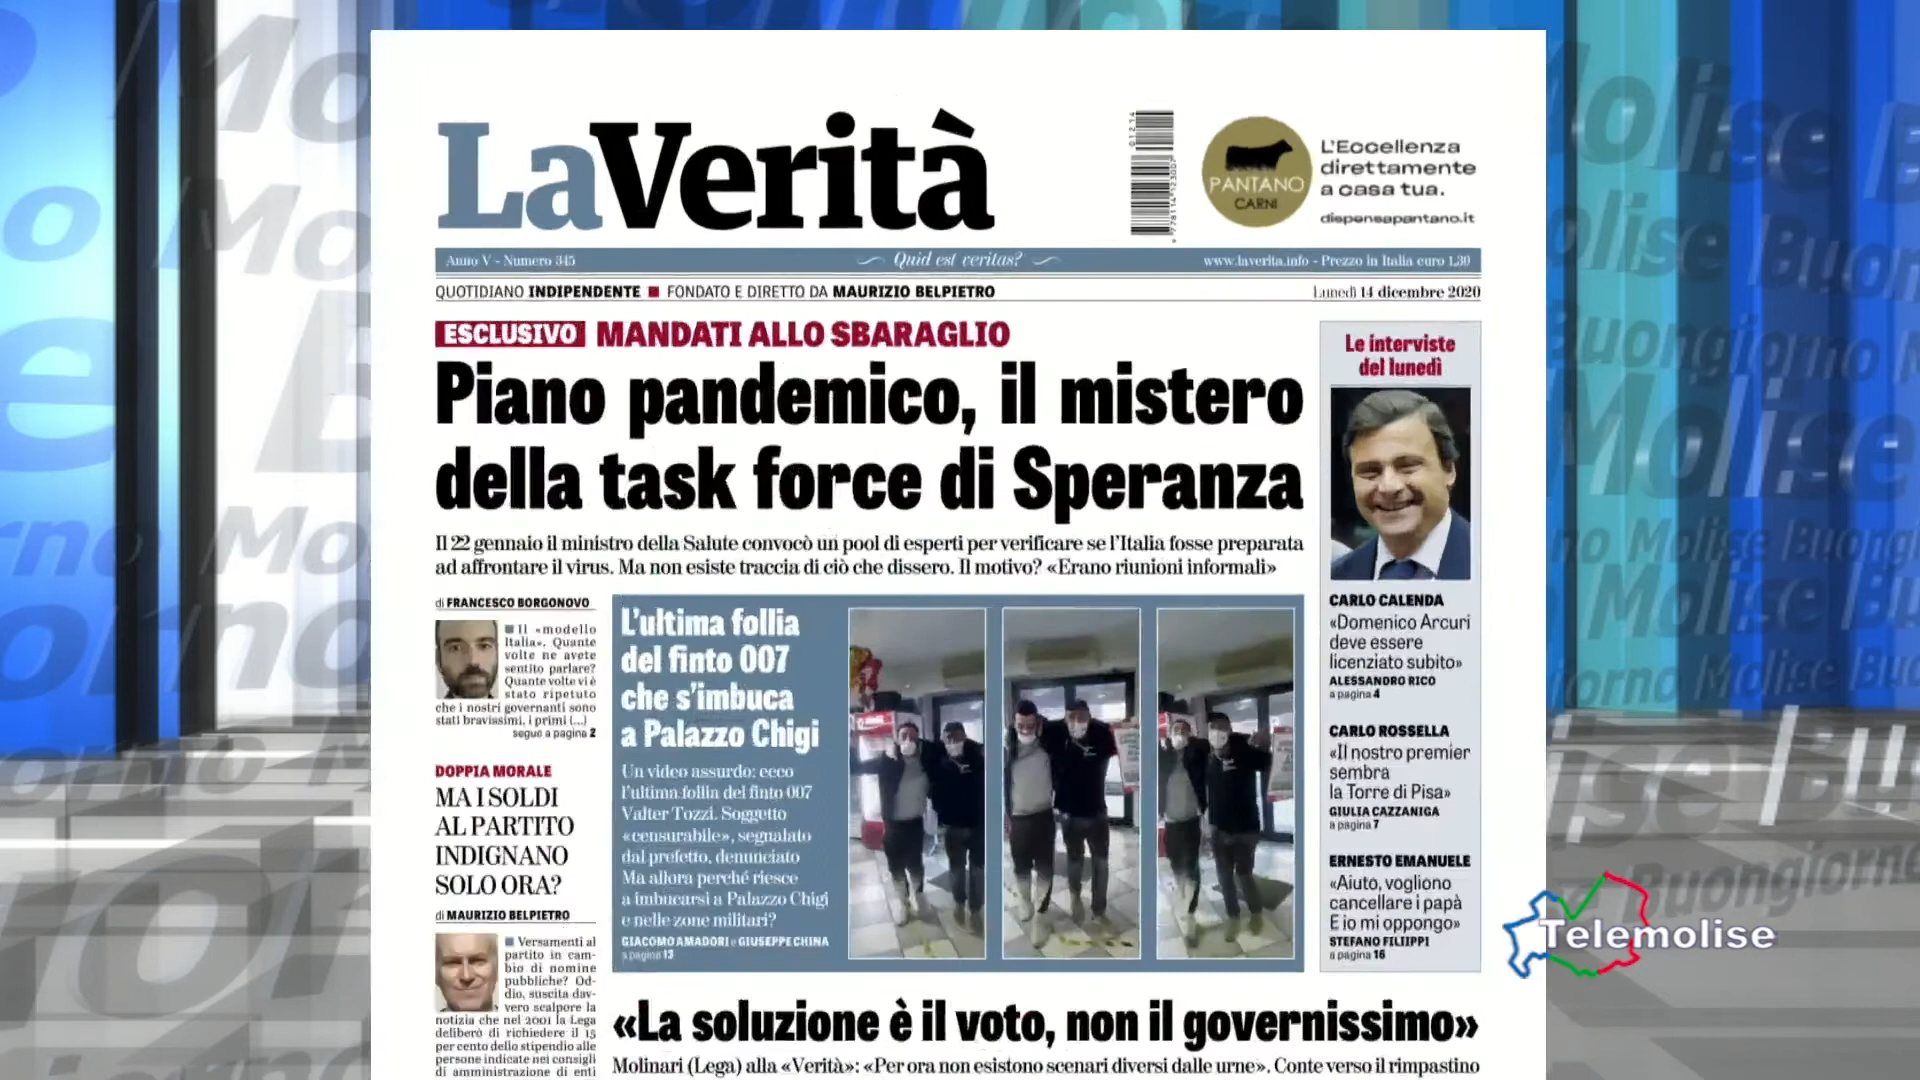 LaVerità
PANTANO
CARNI
L'Eccellenza
direttamente
a casa tua.
dispensapantano.it
Anno V - Numero 345
Quid est veritas?
www.laverita.info - Prezzo in Italia euro 1,30
QUOTIDIANO INDIPENDENTE ■ FONDATO E DIRETTO DA MAURIZIO BELPIETRO
Lunedì 14 dicembre 2020
ESCLUSIVO MANDATI ALLO SBARAGLIO
Piano pandemico, il mistero
della task force di Speranza
Il 22 gennaio il ministro della Salute convocò un pool di esperti per verificare se l'Italia fosse preparata
ad affrontare il virus. Ma non esiste traccia di ciò che dissero. Il motivo? «Erano riunioni informali»
di FRANCESCO BORGONOVO
■ Il «modello
Italia». Quante
volte ne avete
sentito parlare?
Quante volte vi è
stato ripetuto
che i nostri governanti sono
stati bravissimi, i primi (...)
segue a pagina 2
DOPPIA MORALE
MA I SOLDI
AL PARTITO
INDIGNANO
SOLO ORA?
di MAURIZIO BELPIETRO
■ Versamenti al
partito in cam-
bio di nomine
pubbliche? Od-
dio, suscita dav-
vero scalpore la
notizia che nel 2001 la Lega
deliberò di richiedere il 15
per cento dello stipendio alle
persone indicate nei consigli
di amministrazione di enti
L'ultima follia
del finto 007
che s'imbuca
a Palazzo Chigi
Un video assurdo: ecco
l'ultima follia del finto 007
Valter Tozzi. Soggetto
«censurabile», segnalato
dal prefetto, denunciato
Ma allora perché riesce
a imbucarsi a Palazzo Chigi
e nelle zone militari?
GIACOMO AMADORI e GIUSEPPE CHINA
a pagina 13
«La soluzione è il voto, non il governissimo»
Molinari (Lega) alla «Verità»: «Per ora non esistono scenari diversi dalle urne». Conte verso il rimpastino
Le interviste
del lunedì
CARLO CALENDA
«Domenico Arcuri
deve essere
licenziato subito»
ALESSANDRO RICO
a pagina 4
CARLO ROSSELLA
«Il nostro premier
sembra
la Torre di Pisa»
GIULIA CAZZANIGA
a pagina 7
ERNESTO EMANUELE
«Aiuto, vogliono
cancellare i papà
E io mi oppongo»
STEFANO FILIPPI
a pagina 16
Telemolise